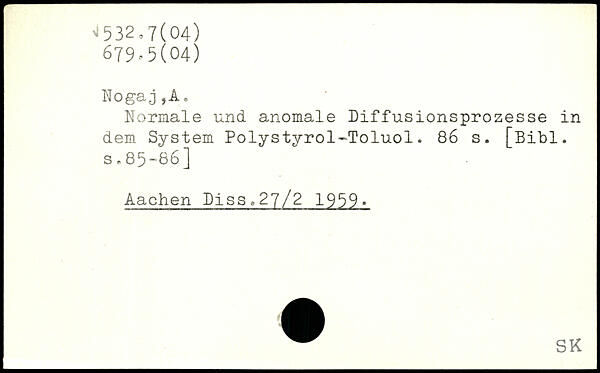 532.7(04)
679.5(04)
Nogaj,A.
Normale und anomale Diffusionsprozesse in
dem System Polystyrol-Toluol. 86 s. [Bibl.
s.85-86]
Aachen Diss.27/2 1959.
SK